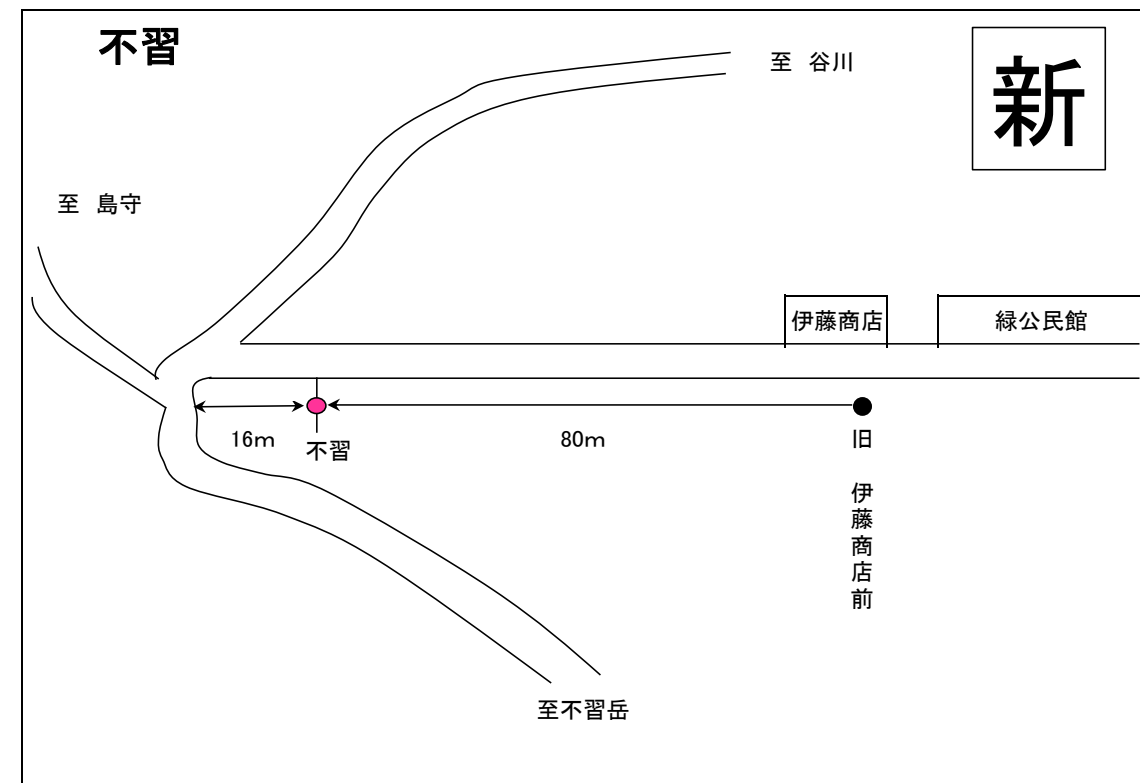 不習
新
至 谷川
至 島守
伊藤商店
緑公民館
16m
不習
80m
旧
伊藤商店前
至不習岳